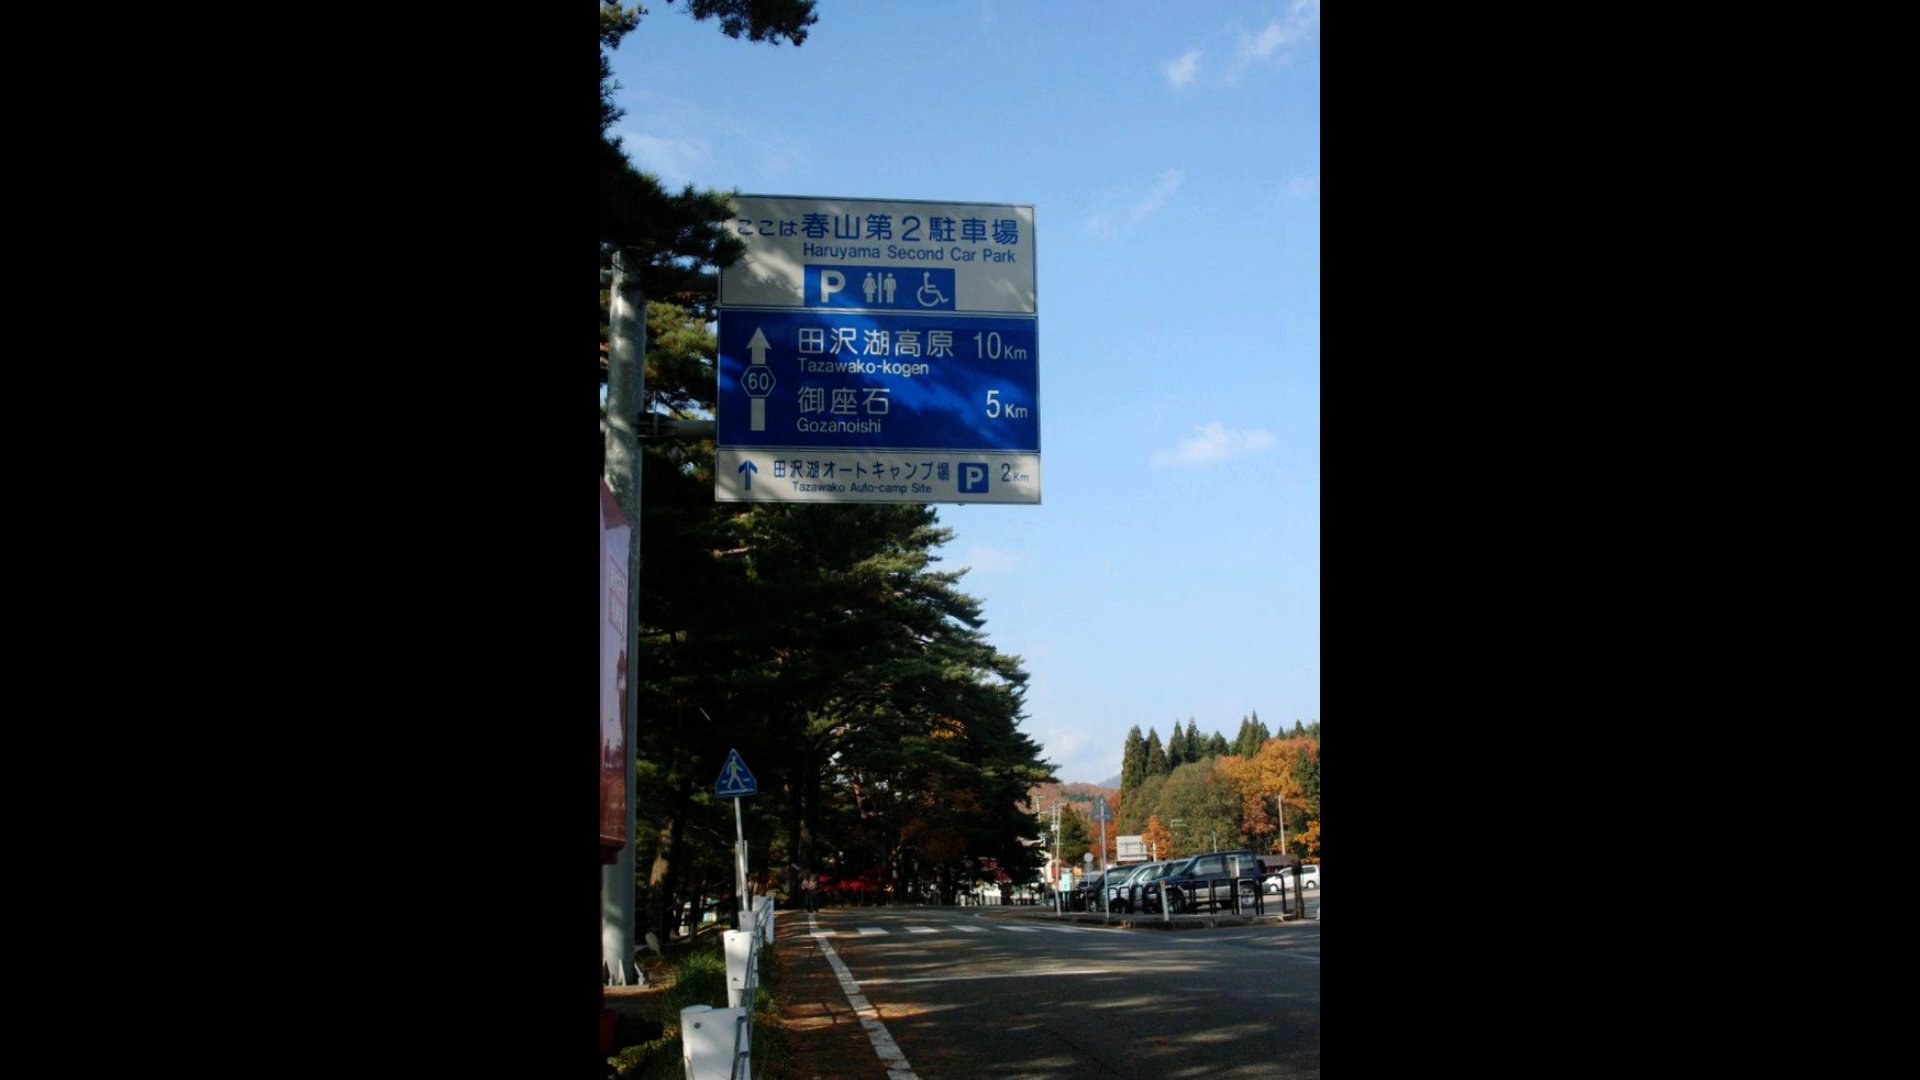 ここは春山第2駐車場
Haruyama Second Car Park
P
田沢湖高原 10Km
Tazawako-kogen
60
御座石 5Km
Gozanoishi
田沢湖オートキャンプ場 P 2Km
Tazawako Auto-camp Site